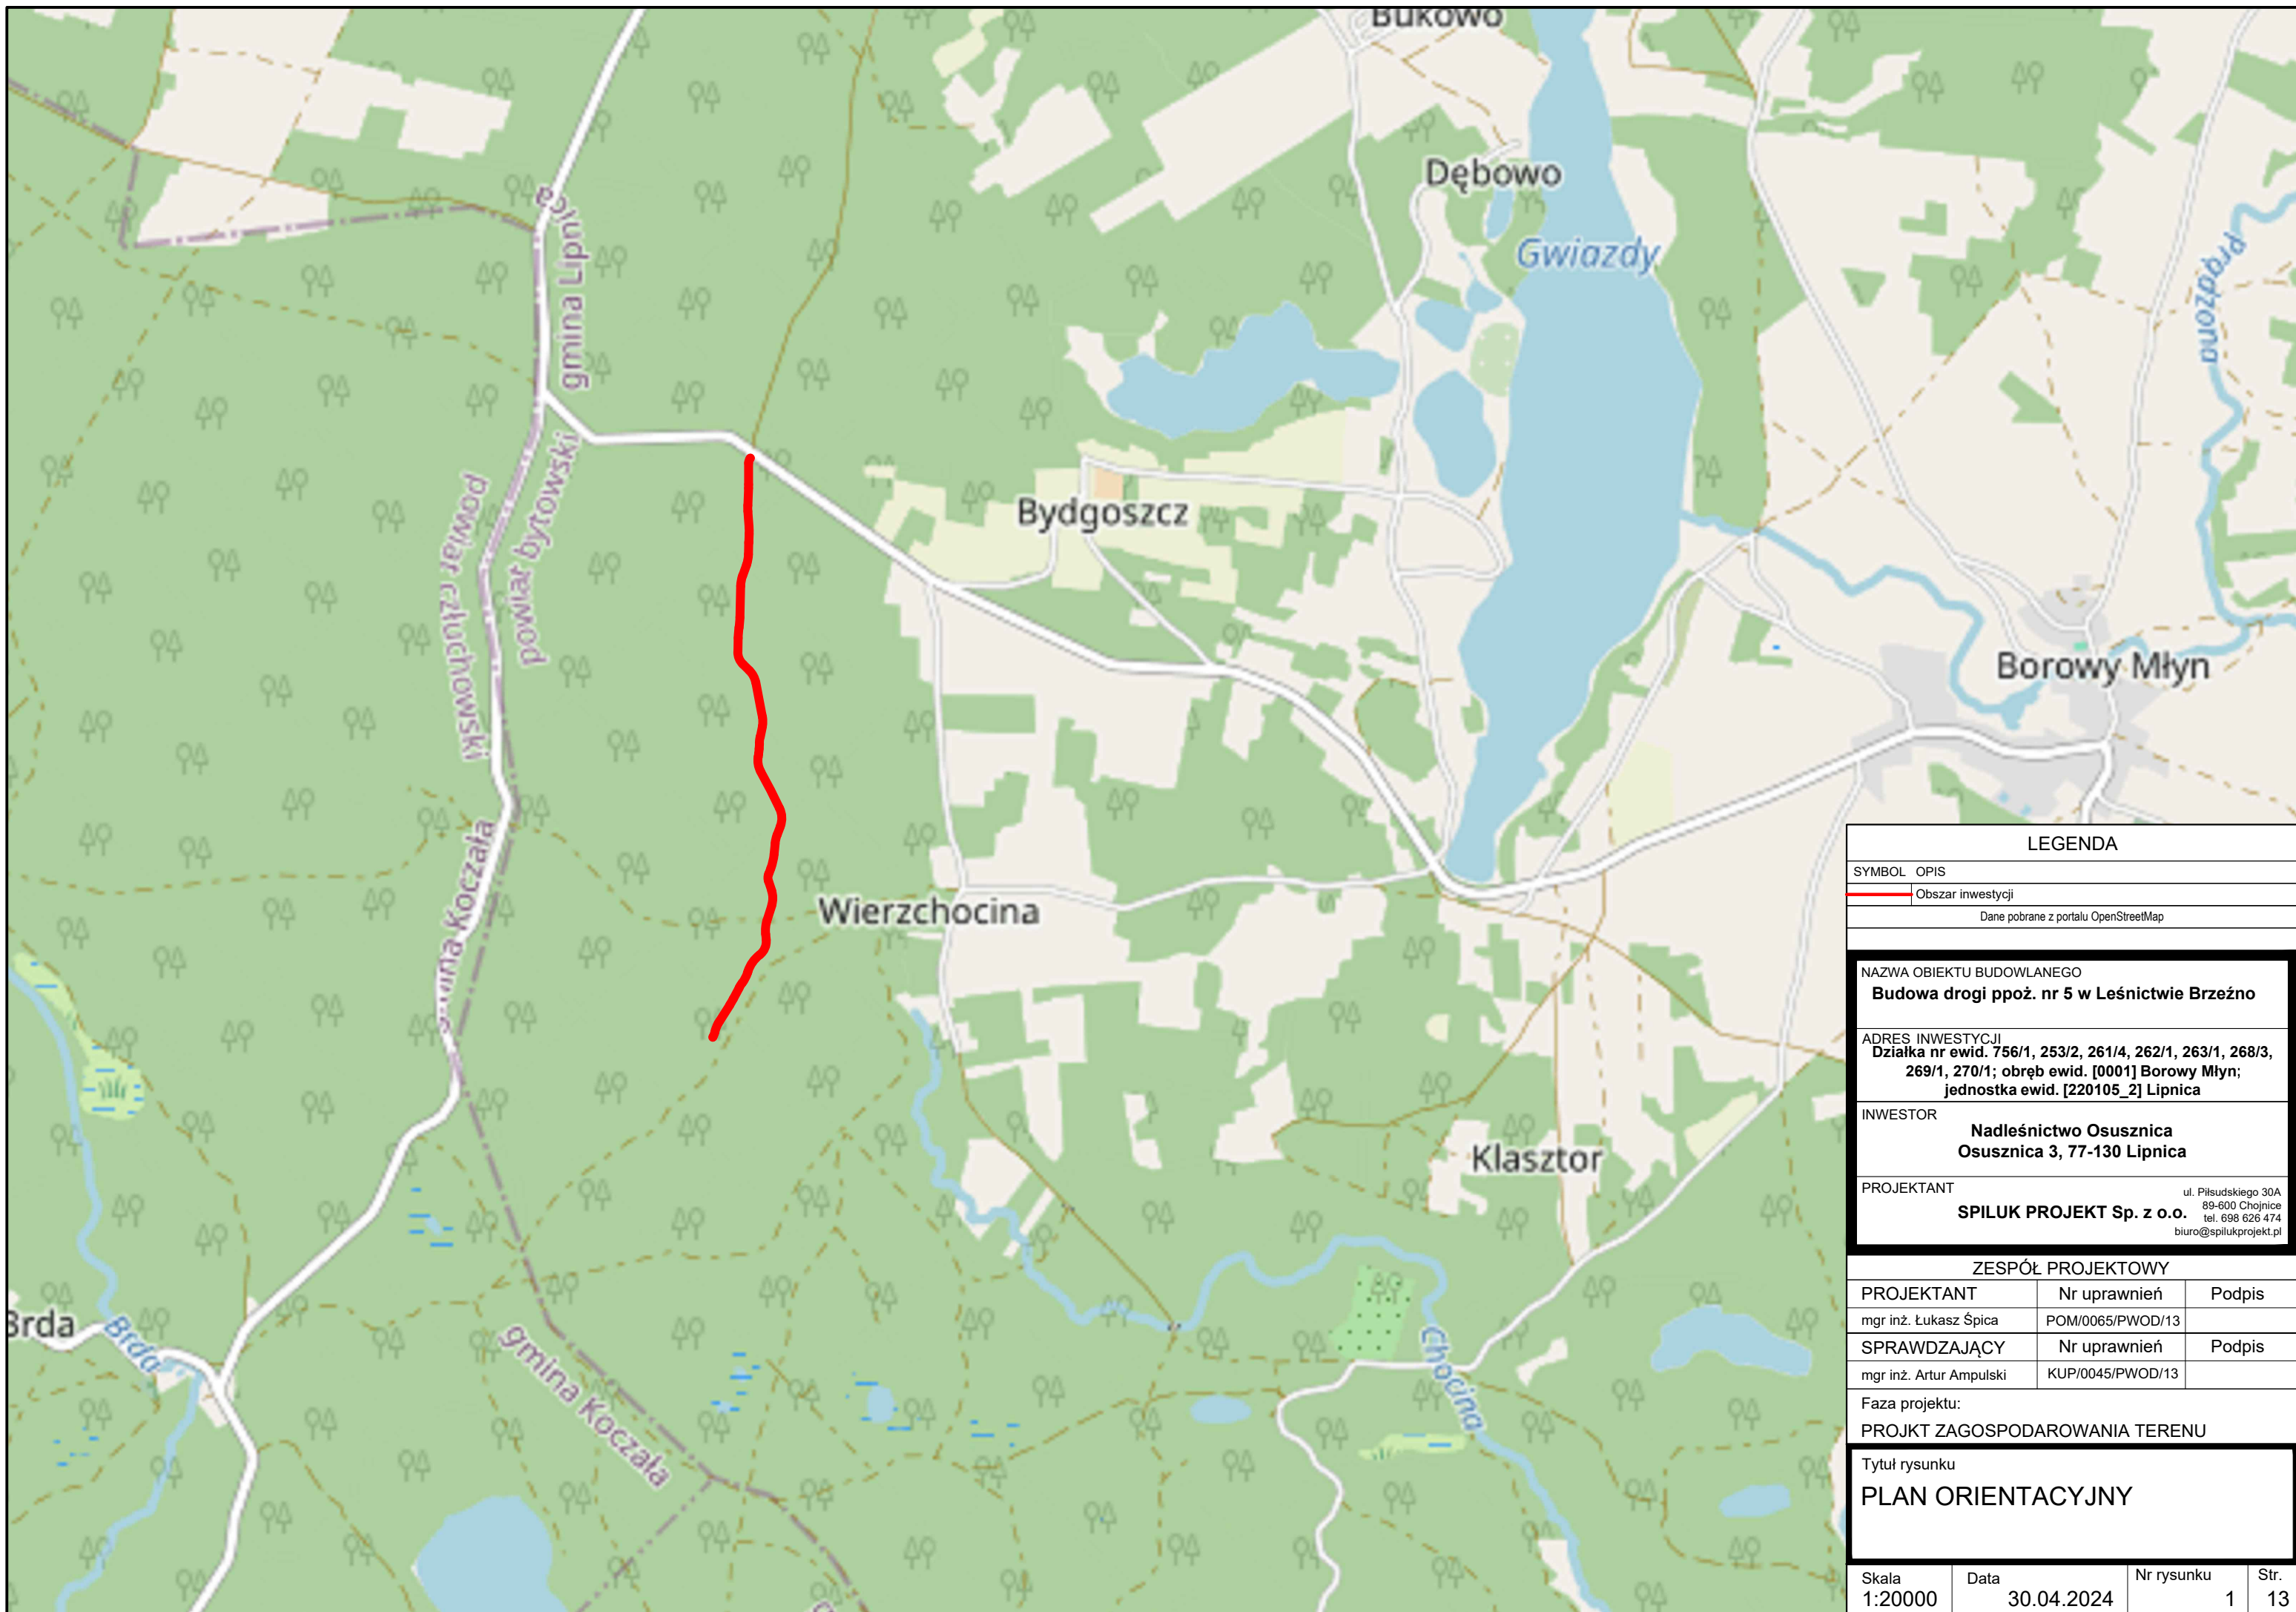 Bukowo
Dębowo
Gwiazdy
Prądzona
gmina Lipnica
powiat bytowski
powiat człuchowski
Bydgoszcz
Borowy Młyn
gmina Koczała
Wierzchocina
Klasztor
Brda
Brda
gmina Koczała
Chocina
LEGENDA
SYMBOL OPIS
Obszar inwestycji
Dane pobrane z portalu OpenStreetMap
NAZWA OBIEKTU BUDOWLANEGO
Budowa drogi ppoż. nr 5 w Leśnictwie Brzeźno
ADRES INWESTYCJI
Działka nr ewid. 756/1, 253/2, 261/4, 262/1, 263/1, 268/3,
269/1, 270/1; obręb ewid. [0001] Borowy Młyn;
jednostka ewid. [220105_2] Lipnica
INWESTOR
Nadleśnictwo Osusznica
Osusznica 3, 77-130 Lipnica
PROJEKTANT
SPILUK PROJEKT Sp. z o.o.
ul. Piłsudskiego 30A
89-600 Chojnice
tel. 698 626 474
biuro@spilukprojekt.pl
ZESPÓŁ PROJEKTOWY
PROJEKTANT Nr uprawnień Podpis
mgr inż. Łukasz Śpica POM/0065/PWOD/13
SPRAWDZAJĄCY Nr uprawnień Podpis
mgr inż. Artur Ampulski KUP/0045/PWOD/13
Faza projektu:
PROJKT ZAGOSPODAROWANIA TERENU
Tytuł rysunku
PLAN ORIENTACYJNY
Skala Data Nr rysunku Str.
1:20000 30.04.2024 1 13